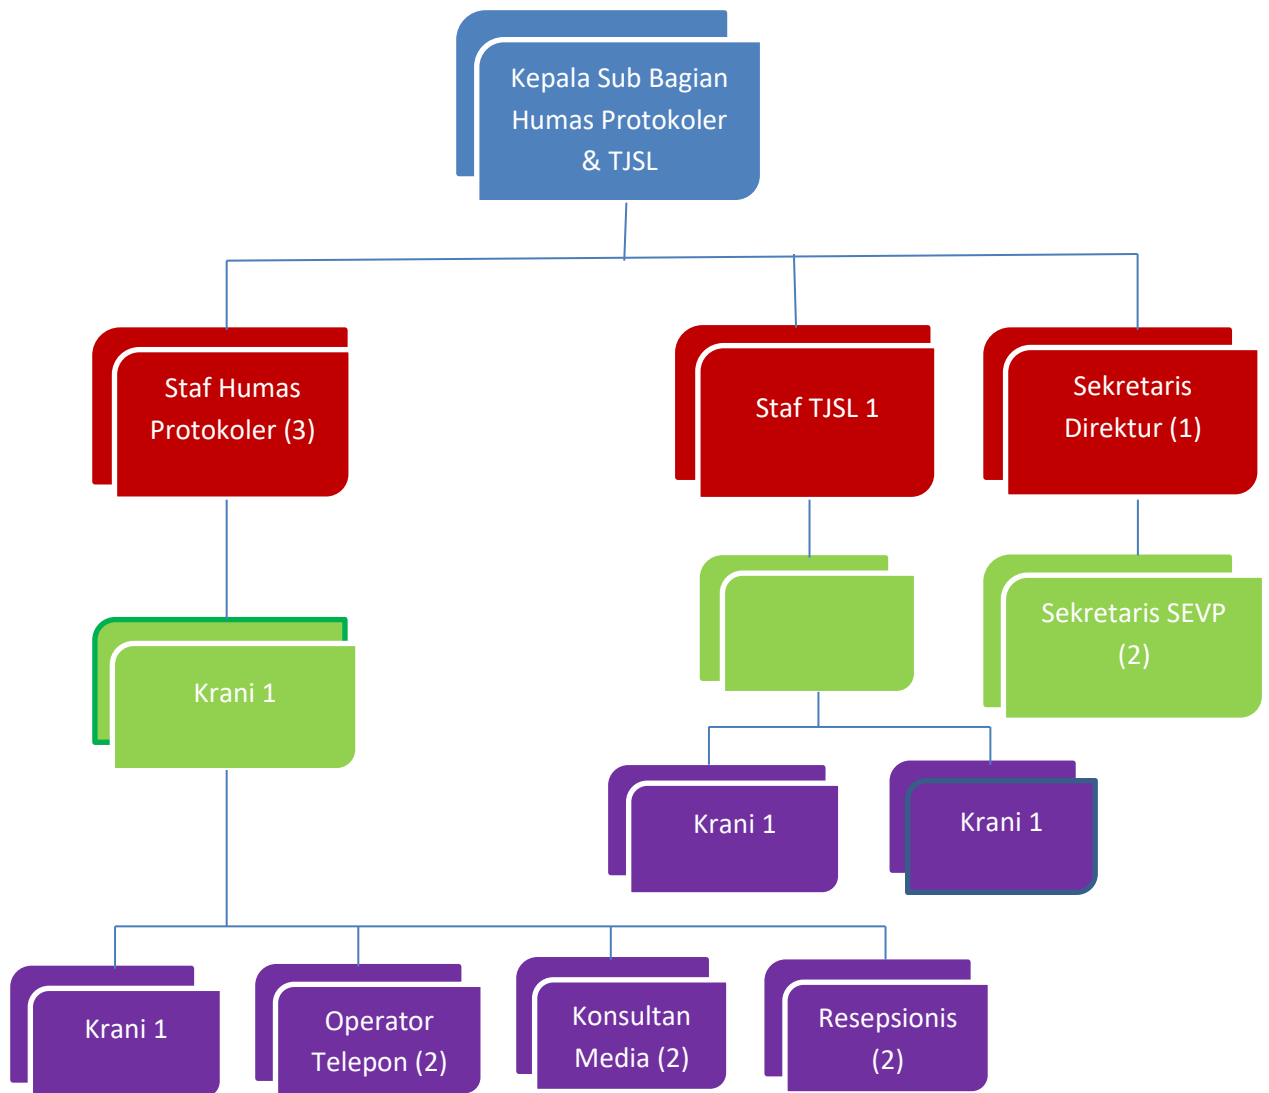 Kepala Sub Bagian
Humas Protokoler
& TJSL
Staf Humas
Protokoler (3)
Staf TJSL 1
Sekretaris
Direktur (1)
Krani 1
Sekretaris SEVP
(2)
Krani 1
Krani 1
Krani 1
Operator
Telepon (2)
Konsultan
Media (2)
Resepsionis
(2)